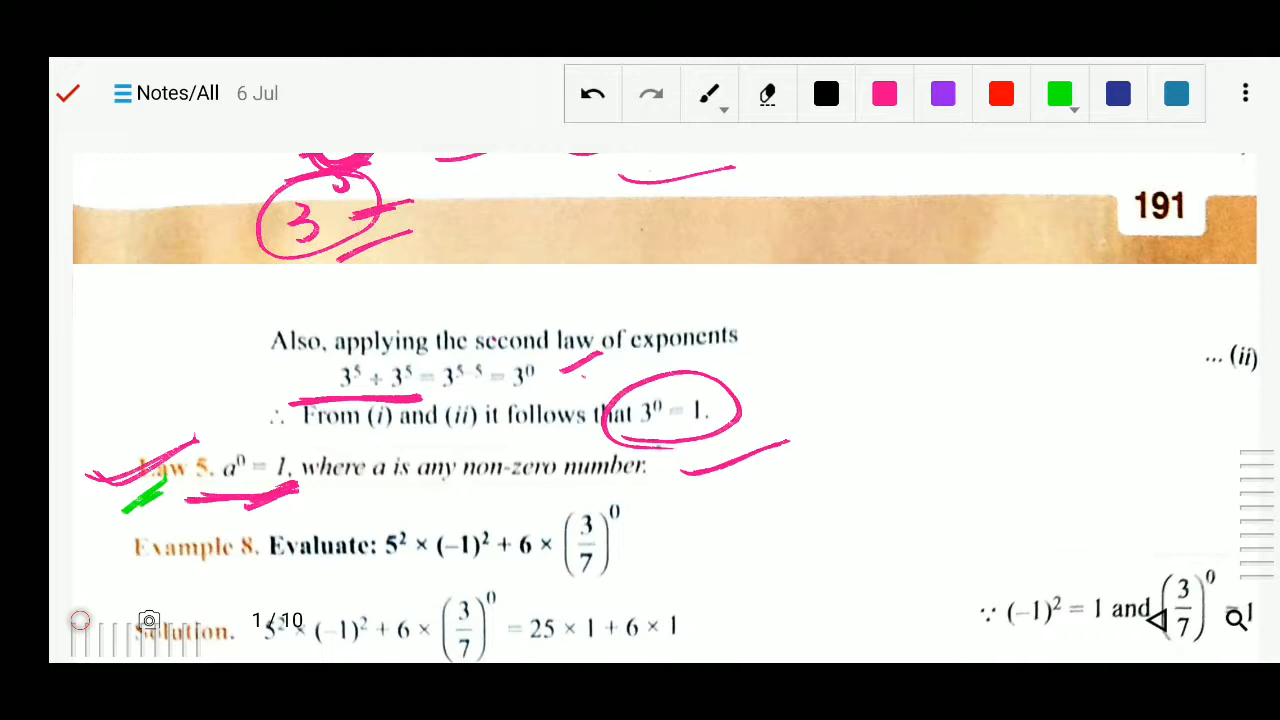 Notes/All 6 Jul
3
191
Also, applying the second law of exponents
3⁵ ÷ 3⁵ = 3⁵⁻⁵ = 3⁰ ... (ii)
∴ From (i) and (ii) it follows that 3⁰ = 1.
Law 5. a⁰ = 1, where a is any non-zero number.
Example 8. Evaluate: 5² × (–1)² + 6 × (3/7)⁰
Solution. 5² × (–1)² + 6 × (3/7)⁰ = 25 × 1 + 6 × 1 ∵ (–1)² = 1 and (3/7)⁰ = 1
1 / 10